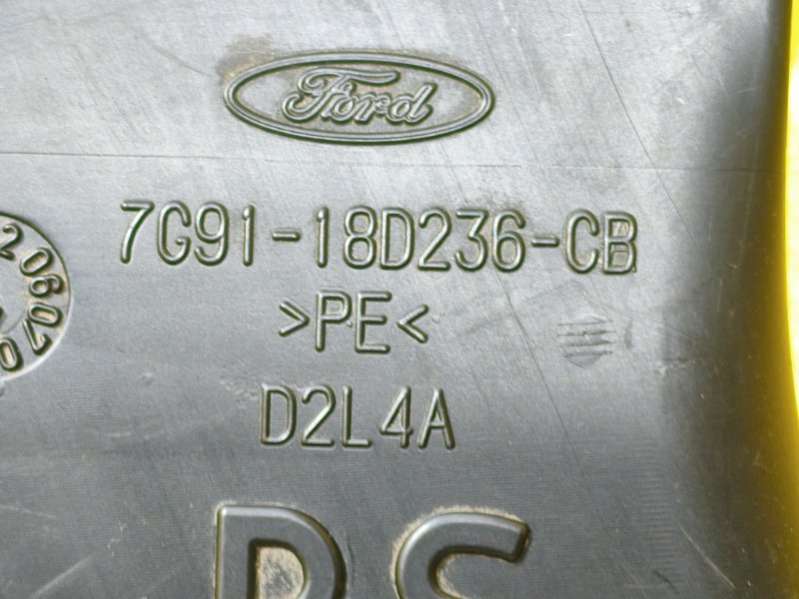 Ford
7G91-18D236-CB
>PE<
D2L4A